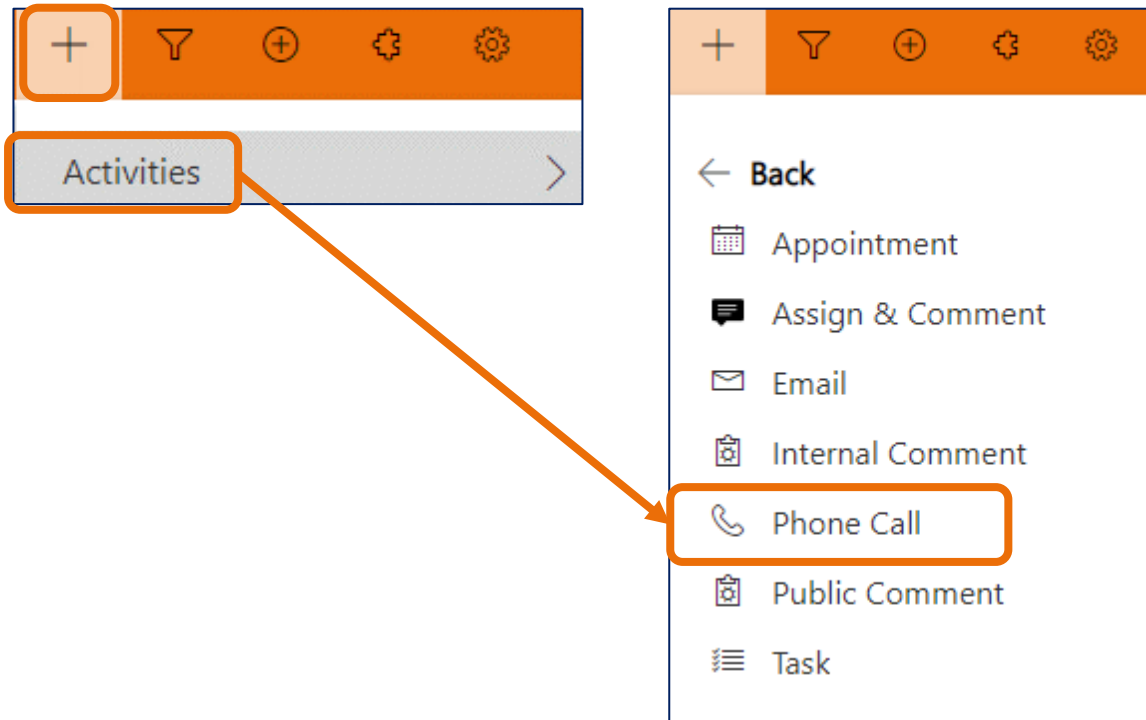 Activities
Back
Appointment
Assign & Comment
Email
Internal Comment
Phone Call
Public Comment
Task